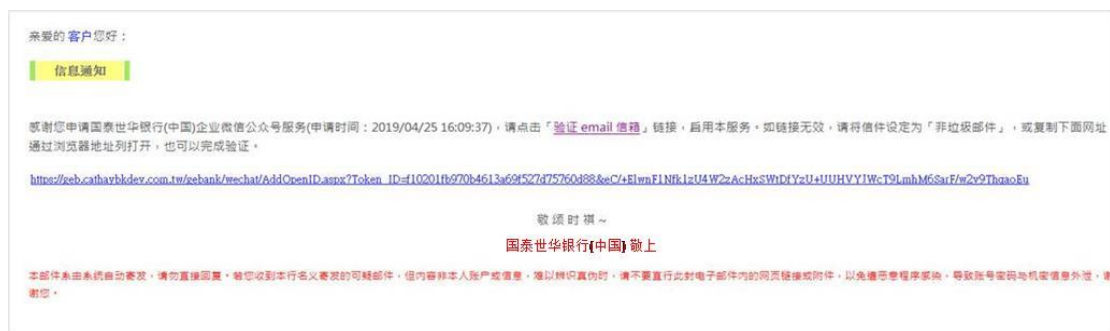 亲爱的 客户您好：
信息通知
感谢您申请国泰世华银行(中国)企业微信公众号服务(申请时间：2019/04/25 16:09:37)，请点击「验证 email 信箱」链接，启用本服务。如链接无效，请将信件设定为「非垃圾邮件」，或复制下面网址
通过浏览器地址列打开，也可以完成验证。
https://geb.cathaybkdev.com.tw/gebank/wechat/AddOpenID.aspx?Token_ID=f10201fb970b4613a69f527d75760d88&eC/+ElwnF1Nfk1zU4W2zAcHxSWtDfYzU+UUHVYJWcT9LmhM6SarF/w2v9ThqaoEu
敬颂时祺~
国泰世华银行(中国) 敬上
本邮件系由系统自动寄发，请勿直接回复。若您收到本行名义寄发的可疑邮件，但内容非本人账户或信息，难以辨识真伪时，请不要直行此封电子邮件内的网页链接或附件，以免遭恶意程序感染，导致账号密码与机密信息外泄，谢
谢您。